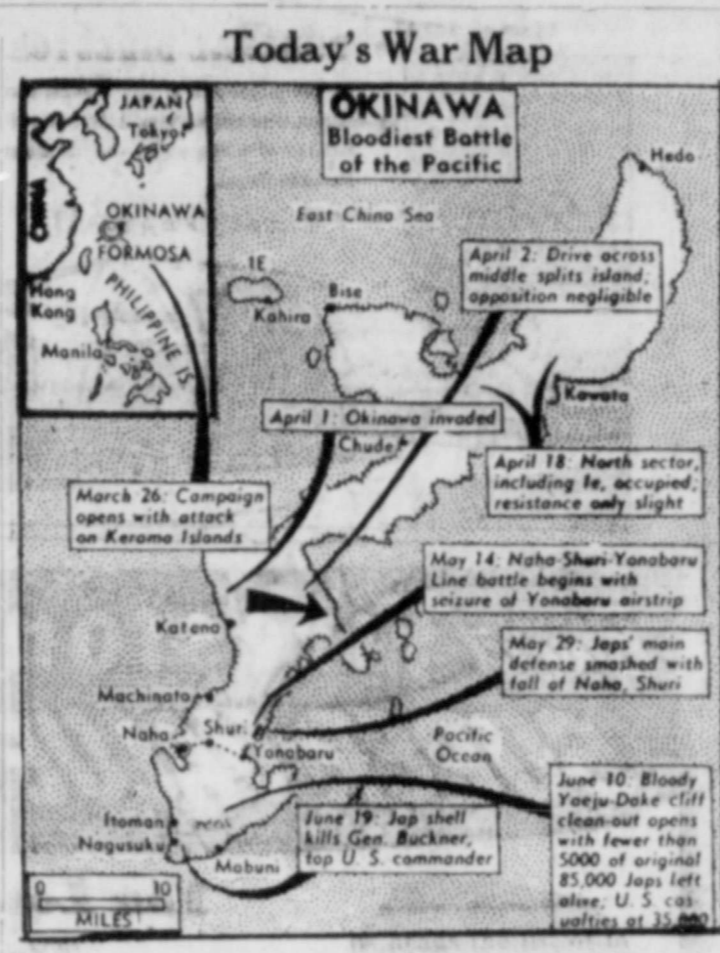 Today's War Map
OKINAWA
Bloodiest Battle
of the Pacific
JAPAN
Tokyo
CHINA
OKINAWA
FORMOSA
Hong
Kong
PHILIPPINE IS.
Manila
East China Sea
Hedo
IE
Kahira
Bise
April 2: Drive across
middle splits island;
opposition negligible
Kawata
April 1: Okinawa invaded
Chuda
April 18: North sector,
including Ie, occupied;
resistance only slight
March 26: Campaign
opens with attack
on Kerama Islands
May 14: Naha-Shuri-Yonabaru
Line battle begins with
seizure of Yonabaru airstrip
Katena
May 29: Japs' main
defense smashed with
fall of Naha, Shuri
Machinato
Naha
Shuri
Yonabaru
Pacific
Ocean
June 10: Bloody
Yaeju-Dake cliff
clean-out opens
with fewer than
5000 of original
85,000 Japs left
alive; U. S. cas-
ualties at 35,000
June 19: Jap shell
kills Gen. Buckner,
top U. S. commander
Itoman
Nagusuku
Mabuni
0 10
MILES